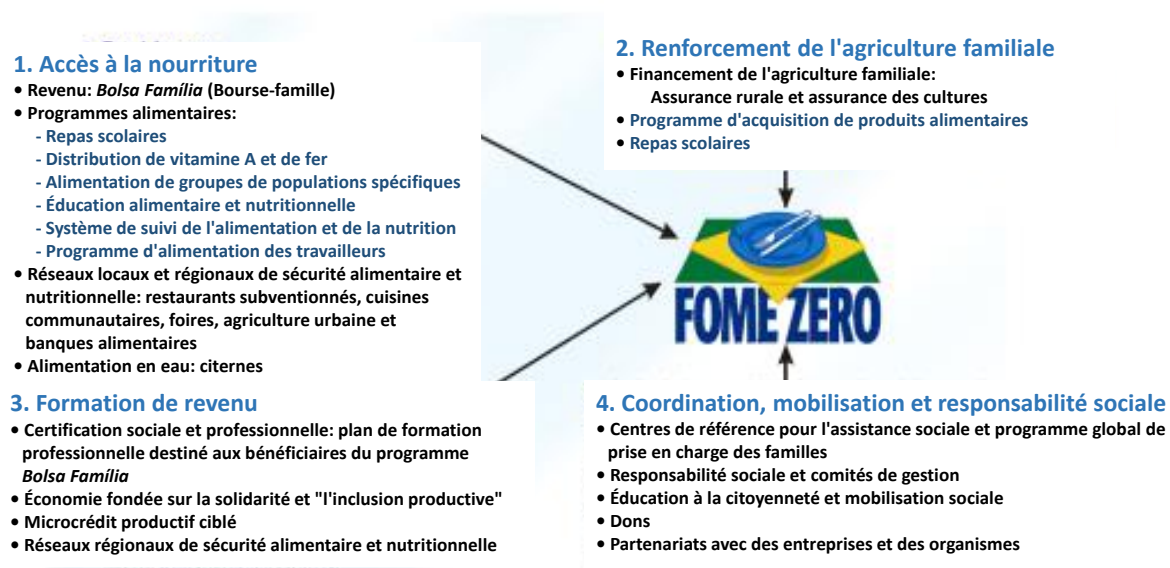 1. Accès à la nourriture
• Revenu: Bolsa Família (Bourse-famille)
• Programmes alimentaires:
- Repas scolaires
- Distribution de vitamine A et de fer
- Alimentation de groupes de populations spécifiques
- Éducation alimentaire et nutritionnelle
- Système de suivi de l'alimentation et de la nutrition
- Programme d'alimentation des travailleurs
• Réseaux locaux et régionaux de sécurité alimentaire et
nutritionnelle: restaurants subventionnés, cuisines
communautaires, foires, agriculture urbaine et
banques alimentaires
• Alimentation en eau: citernes
2. Renforcement de l'agriculture familiale
• Financement de l'agriculture familiale:
Assurance rurale et assurance des cultures
• Programme d'acquisition de produits alimentaires
• Repas scolaires
FOME ZERO
3. Formation de revenu
• Certification sociale et professionnelle: plan de formation
professionnelle destiné aux bénéficiaires du programme
Bolsa Família
• Économie fondée sur la solidarité et "l'inclusion productive"
• Microcrédit productif ciblé
• Réseaux régionaux de sécurité alimentaire et nutritionnelle
4. Coordination, mobilisation et responsabilité sociale
• Centres de référence pour l'assistance sociale et programme global de
prise en charge des familles
• Responsabilité sociale et comités de gestion
• Éducation à la citoyenneté et mobilisation sociale
• Dons
• Partenariats avec des entreprises et des organismes